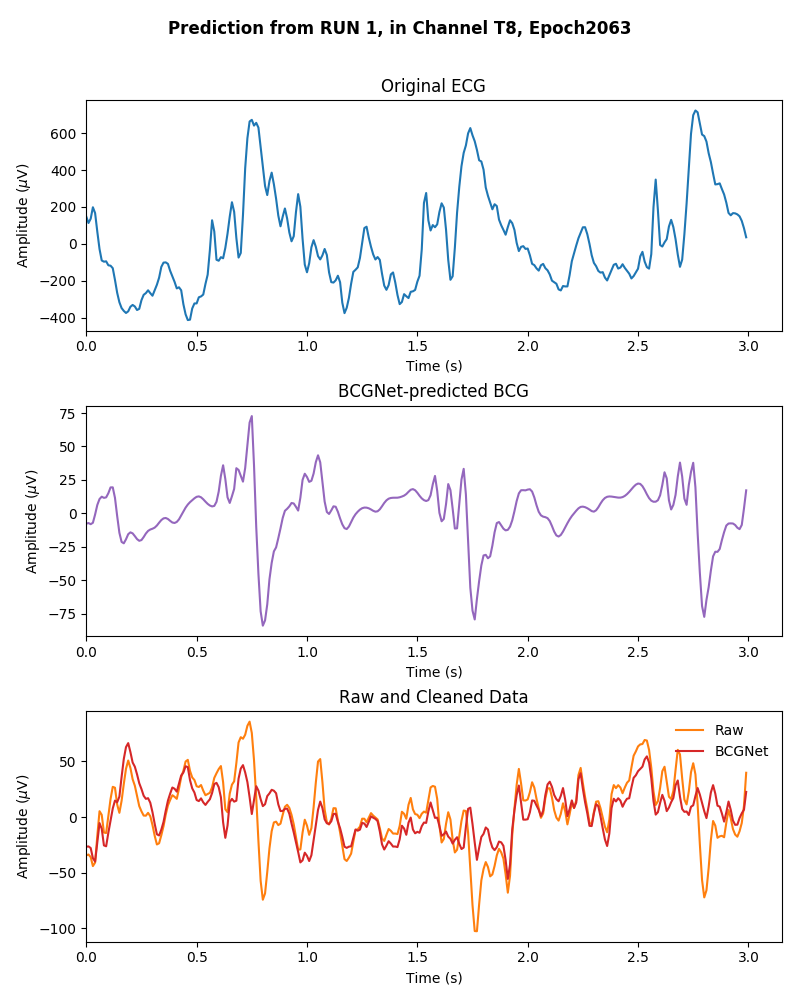 Prediction from RUN 1, in Channel T8, Epoch2063
Original ECG
Amplitude (μV)
600
400
200
0
−200
−400
0.0 0.5 1.0 1.5 2.0 2.5 3.0
Time (s)
BCGNet-predicted BCG
Amplitude (μV)
75
50
25
0
−25
−50
−75
0.0 0.5 1.0 1.5 2.0 2.5 3.0
Time (s)
Raw and Cleaned Data
Raw
BCGNet
Amplitude (μV)
50
0
−50
−100
0.0 0.5 1.0 1.5 2.0 2.5 3.0
Time (s)